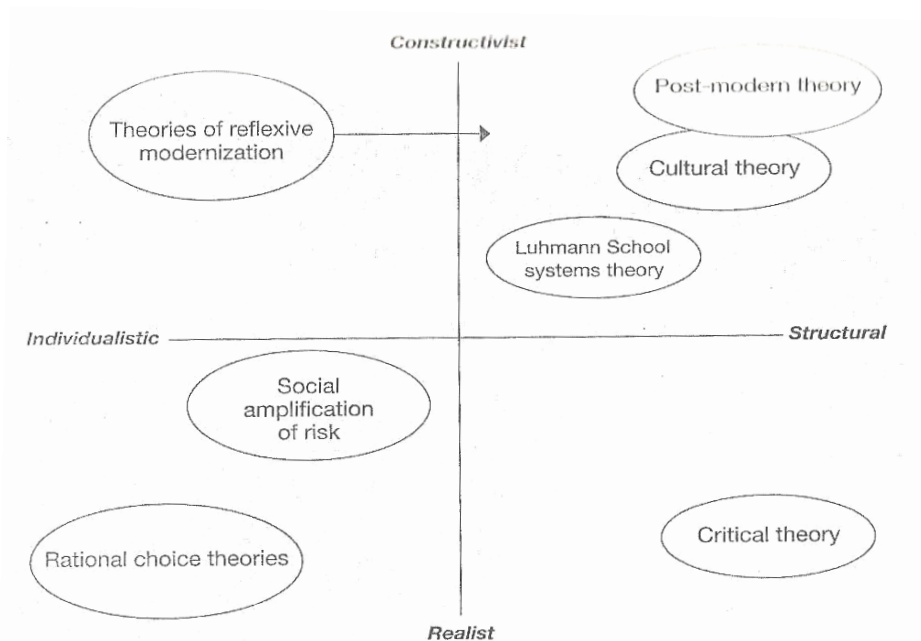 Constructivist
Post-modern theory
Theories of reflexive
modernization
Cultural theory
Luhmann School
systems theory
Individualistic
Structural
Social
amplification
of risk
Critical theory
Rational choice theories
Realist